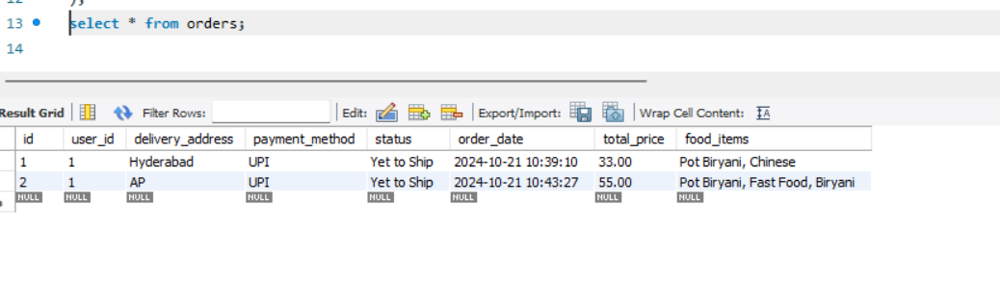 12 );
13 select * from orders;
14
Result Grid Filter Rows: Edit: Export/Import: Wrap Cell Content:
id user_id delivery_address payment_method status order_date total_price food_items
1 1 Hyderabad UPI Yet to Ship 2024-10-21 10:39:10 33.00 Pot Biryani, Chinese
2 1 AP UPI Yet to Ship 2024-10-21 10:43:27 55.00 Pot Biryani, Fast Food, Biryani
NULL NULL NULL NULL NULL NULL NULL NULL